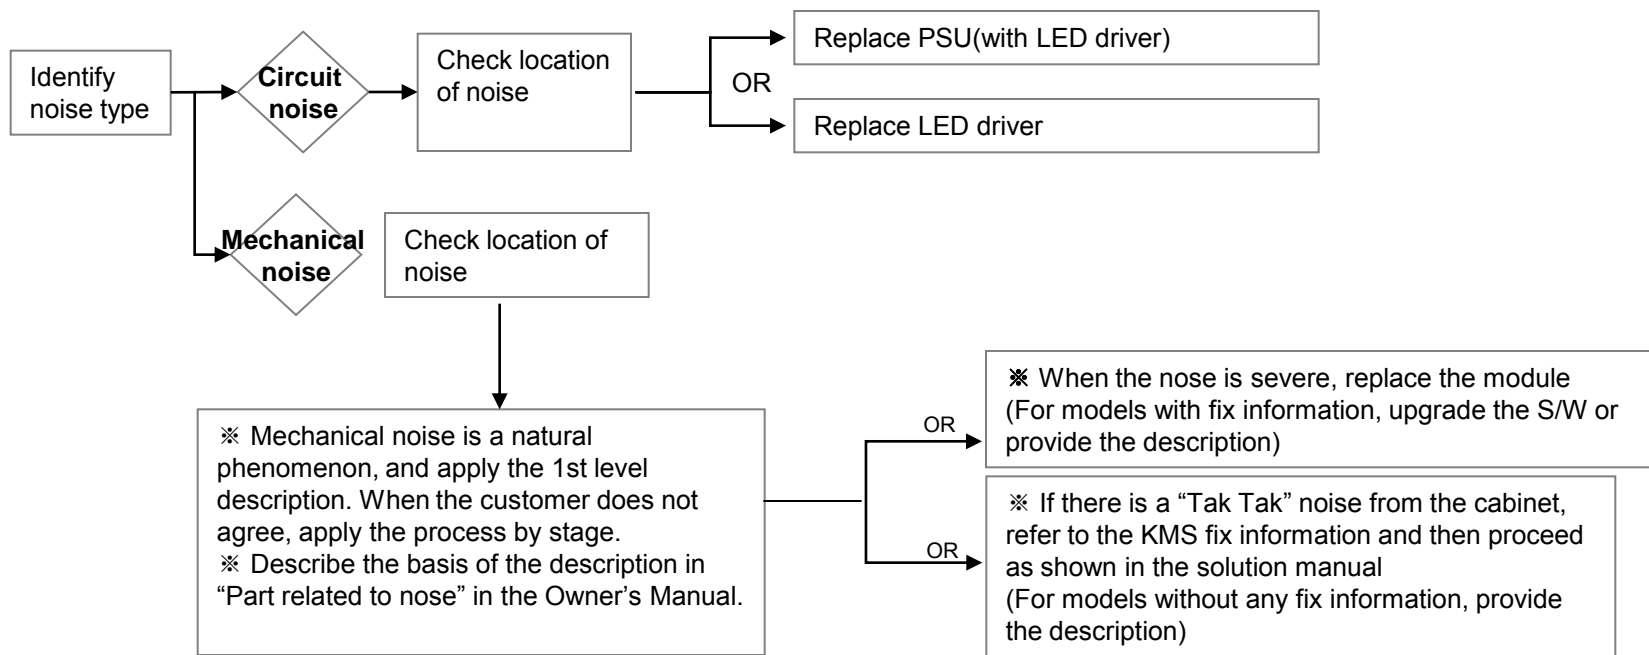 Identify
noise type
Circuit
noise
Check location
of noise
OR
Replace PSU(with LED driver)
Replace LED driver
Mechanical
noise
Check location of
noise
※ Mechanical noise is a natural
phenomenon, and apply the 1st level
description. When the customer does not
agree, apply the process by stage.
※ Describe the basis of the description in
“Part related to nose” in the Owner’s Manual.
OR
※ When the nose is severe, replace the module
(For models with fix information, upgrade the S/W or
provide the description)
OR
※ If there is a “Tak Tak” noise from the cabinet,
refer to the KMS fix information and then proceed
as shown in the solution manual
(For models without any fix information, provide
the description)